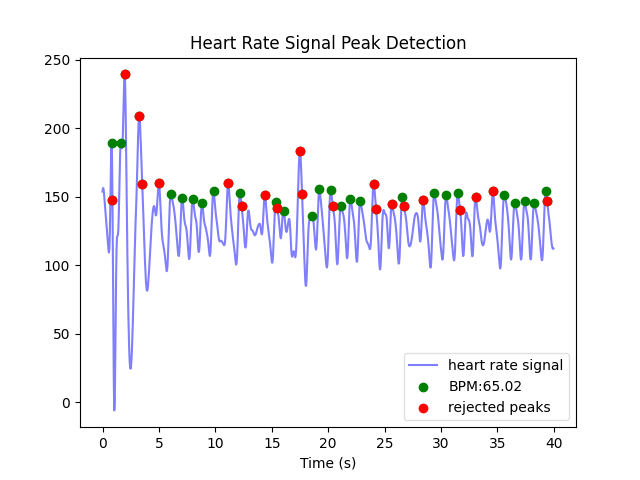 Heart Rate Signal Peak Detection
250
200
150
100
50
0
0 5 10 15 20 25 30 35 40
Time (s)
heart rate signal
BPM:65.02
rejected peaks